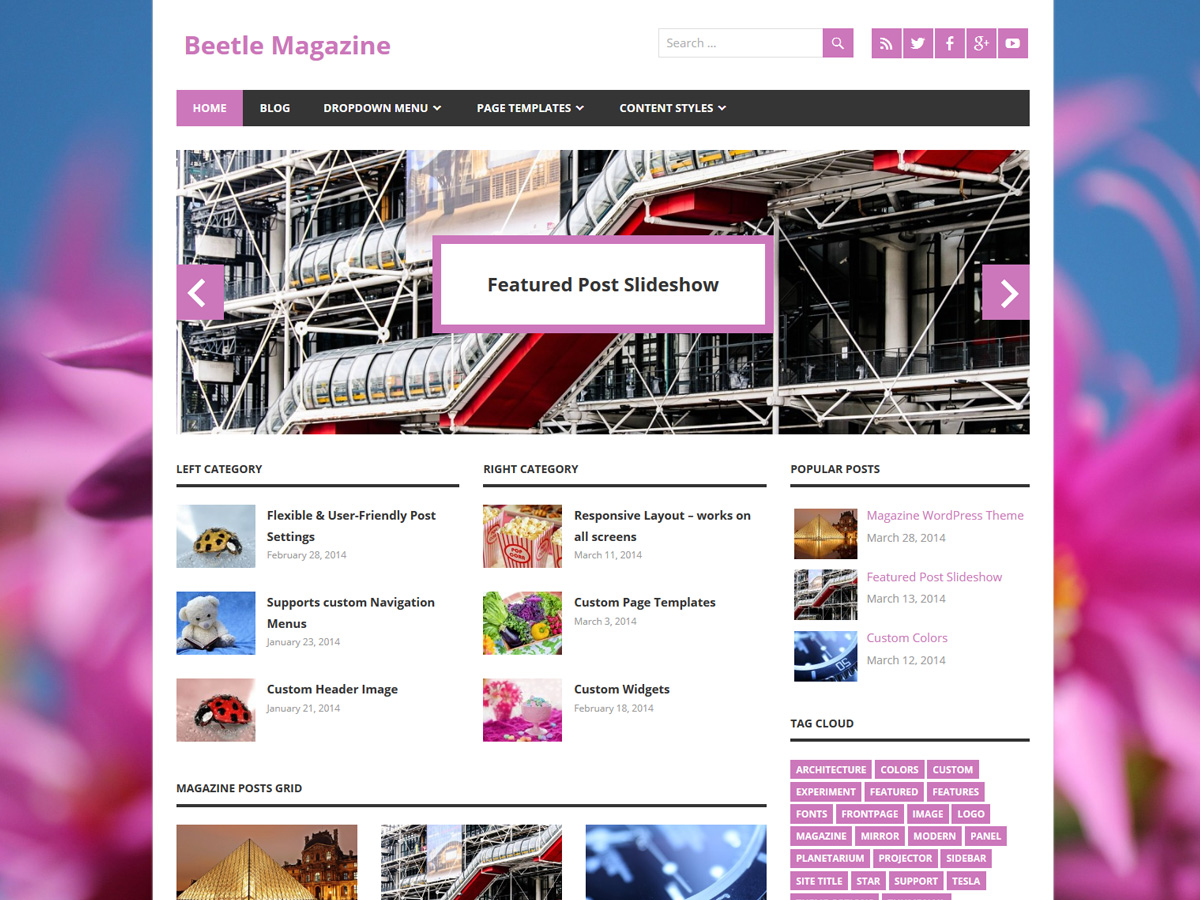 Beetle Magazine
Search ...
HOME
BLOG
DROPDOWN MENU
PAGE TEMPLATES
CONTENT STYLES
Featured Post Slideshow
LEFT CATEGORY
Flexible & User-Friendly Post
Settings
February 28, 2014
Supports custom Navigation
Menus
January 23, 2014
Custom Header Image
January 21, 2014
RIGHT CATEGORY
Responsive Layout – works on
all screens
March 11, 2014
Custom Page Templates
March 3, 2014
Custom Widgets
February 18, 2014
POPULAR POSTS
Magazine WordPress Theme
March 28, 2014
Featured Post Slideshow
March 13, 2014
Custom Colors
March 12, 2014
TAG CLOUD
ARCHITECTURE COLORS CUSTOM
EXPERIMENT FEATURED FEATURES
FONTS FRONTPAGE IMAGE LOGO
MAGAZINE MIRROR MODERN PANEL
PLANETARIUM PROJECTOR SIDEBAR
SITE TITLE STAR SUPPORT TESLA
MAGAZINE POSTS GRID